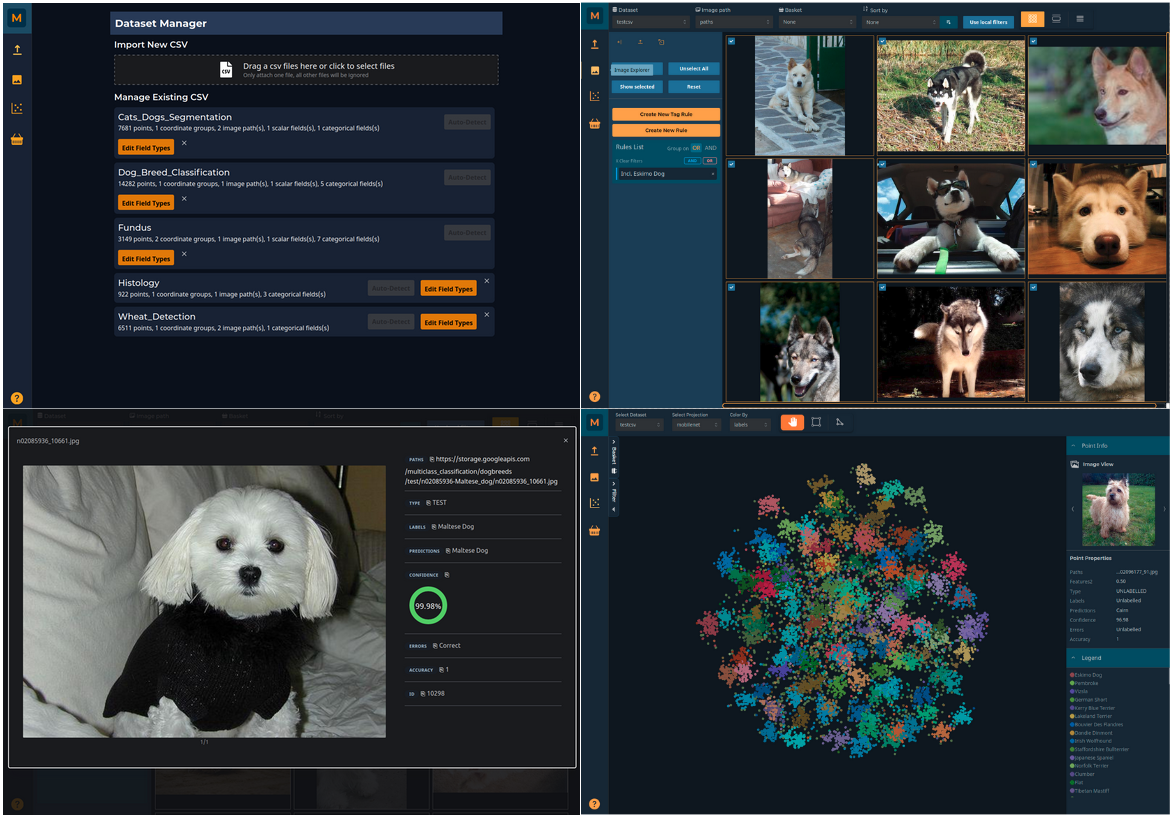 M
Dataset Manager
Import New CSV
CSV
Drag a csv files here or click to select files
Only attach one file, all other files will be ignored
Manage Existing CSV
Cats_Dogs_Segmentation
7681 points, 1 coordinate groups, 2 image path(s), 1 scalar fields(s), 1 categorical fields(s)
Auto-Detect
Edit Field Types
Dog_Breed_Classification
14282 points, 1 coordinate groups, 1 image path(s), 1 scalar fields(s), 5 categorical fields(s)
Auto-Detect
Edit Field Types
Fundus
3149 points, 2 coordinate groups, 1 image path(s), 1 scalar fields(s), 7 categorical fields(s)
Auto-Detect
Edit Field Types
Histology
922 points, 1 coordinate groups, 1 image path(s), 3 categorical fields(s)
Auto-Detect
Edit Field Types
Wheat_Detection
6511 points, 1 coordinate groups, 2 image path(s), 1 categorical fields(s)
Auto-Detect
Edit Field Types
?
M
Dataset
testcsv
Image path
paths
Basket
None
Sort by
None
Use local filters
Image Explorer
Unselect All
Show selected
Reset
Create New Tag Rule
Create New Rule
Rules List
Group on OR AND
Clear Filters
AND OR
Incl. Eskimo Dog
?
n02085936_10661.jpg
PATHS https://storage.googleapis.com
/multiclass_classification/dogbreeds
/test/n02085936-Maltese_dog/n02085936_10661.jpg
TYPE TEST
LABELS Maltese Dog
PREDICTIONS Maltese Dog
CONFIDENCE
99.98%
ERRORS Correct
ACCURACY 1
ID 10298
1/1
M
Select Dataset
testcsv
Select Projection
mobilenet
Color By
labels
Basket
Filter
Point Info
Image View
Point Properties
Name ...02096177_61.jpg
Feature(s) 0.50
Type UNLABELLED
Labels Unlabelled
Predictions Cairn
Confidence 96.98
Errors Unlabelled
Accuracy 1
Legend
Eskimo Dog
Pembroke
Vizsla
German Short
Kerry Blue Terrier
Lakeland Terrier
Bouvier Des Flandres
Dandie Dinmont
Irish Wolfhound
Staffordshire Bullterrier
Japanese Spaniel
Norfolk Terrier
Clumber
Tibetan Mastiff
?